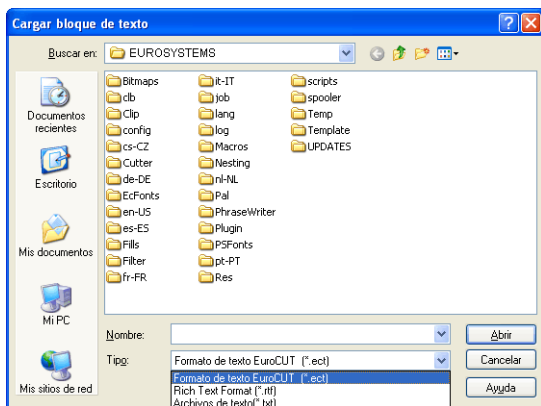 Cargar bloque de texto
Buscar en: EUROSYSTEMS
Documentos recientes
Escritorio
Mis documentos
Mi PC
Mis sitios de red
Bitmaps
clb
Clip
config
cs-CZ
Cutter
de-DE
EcFonts
en-US
es-ES
Fills
Filter
fr-FR
it-IT
job
lang
log
Macros
Nesting
nl-NL
Pal
PhraseWriter
Plugin
PSFonts
pt-PT
Res
scripts
spooler
Temp
Template
UPDATES
Nombre:
Abrir
Tipo: Formato de texto EuroCUT (*.ect)
Cancelar
Formato de texto EuroCUT (*.ect)
Rich Text Format (*.rtf)
Archivos de texto(*.txt)
Ayuda